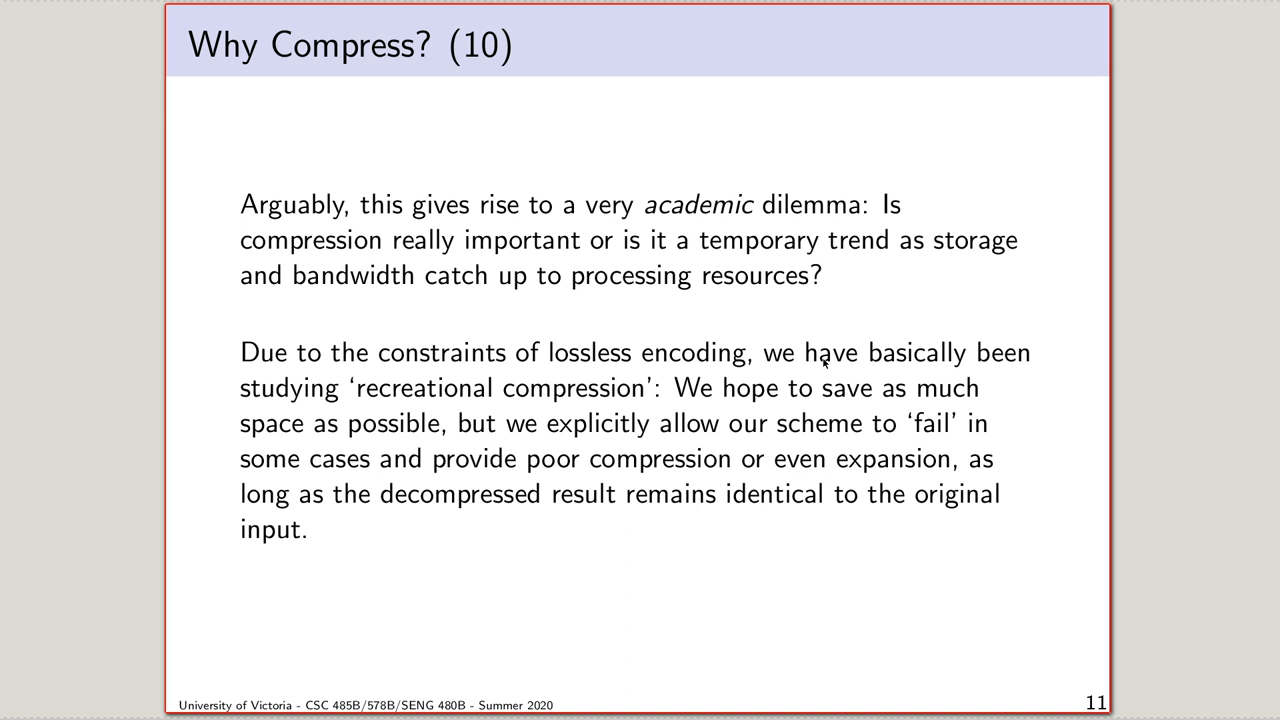 Why Compress? (10)
Arguably, this gives rise to a very academic dilemma: Is
compression really important or is it a temporary trend as storage
and bandwidth catch up to processing resources?
Due to the constraints of lossless encoding, we have basically been
studying ‘recreational compression’: We hope to save as much
space as possible, but we explicitly allow our scheme to ‘fail’ in
some cases and provide poor compression or even expansion, as
long as the decompressed result remains identical to the original
input.
University of Victoria - CSC 485B/578B/SENG 480B - Summer 2020
11